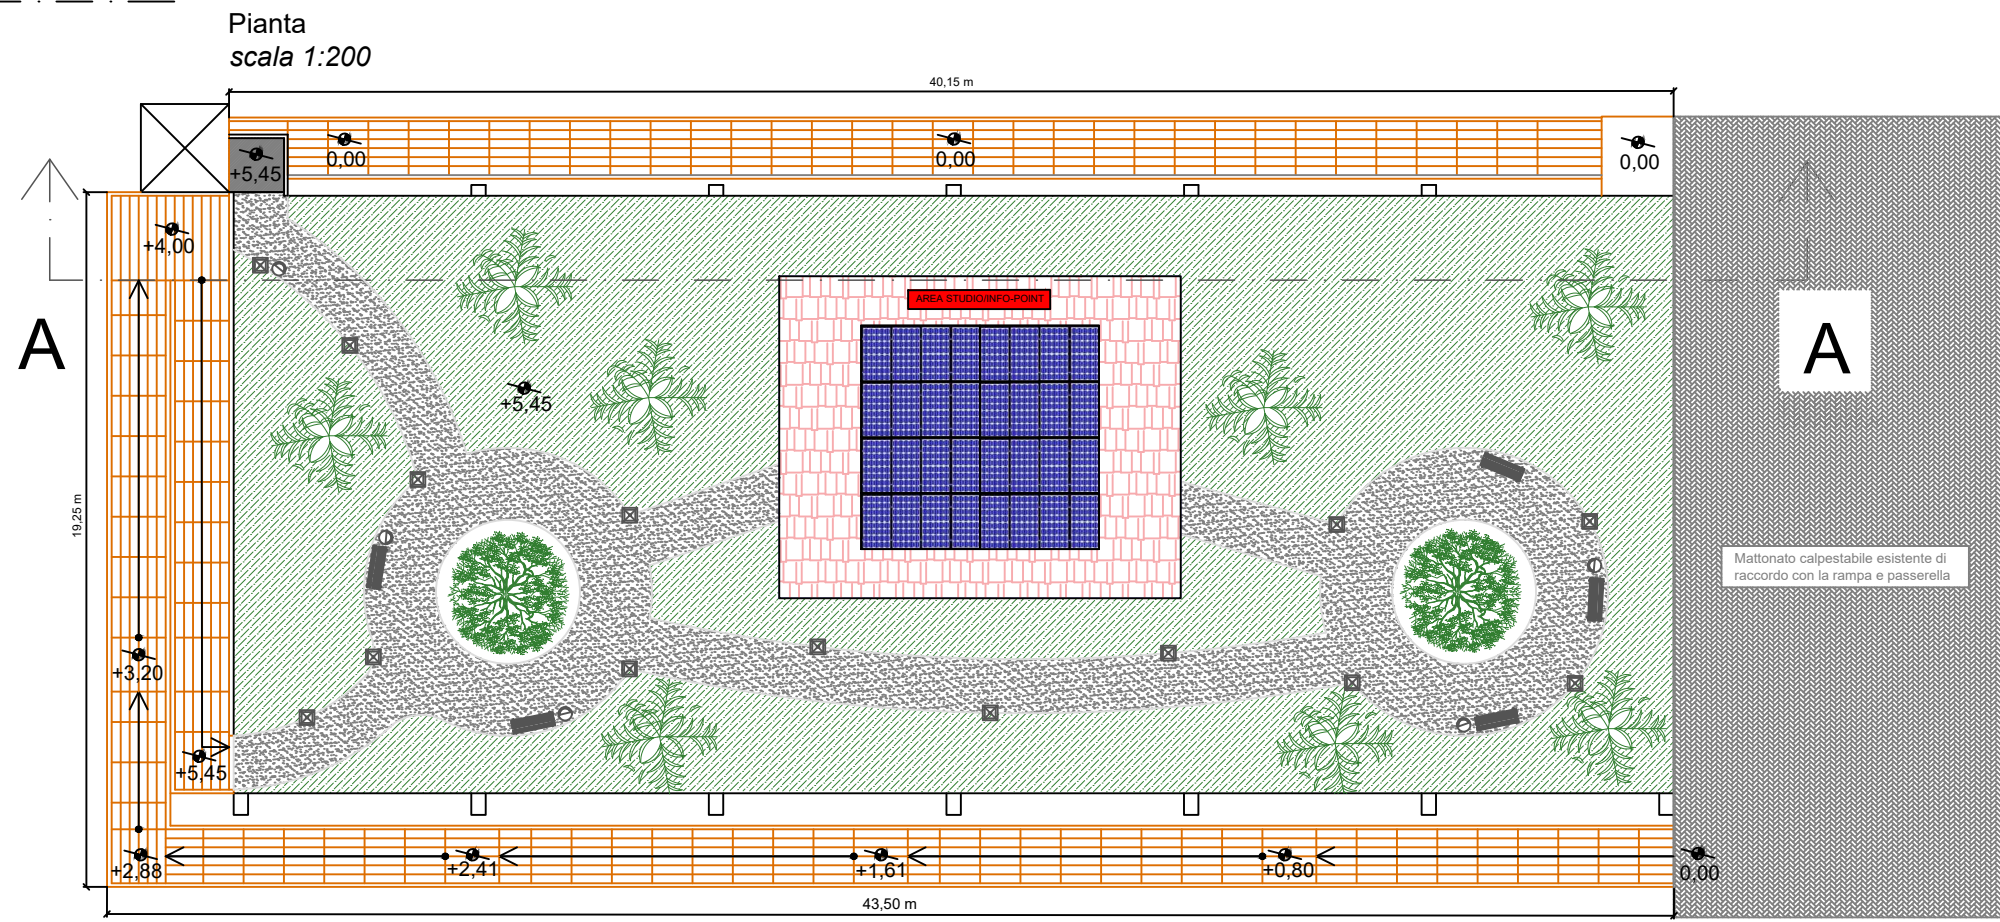 Pianta
scala 1:200
40,15 m
+5,45
0,00
0,00
0,00
+4,00
AREA STUDIO/INFO-POINT
A
A
+5,45
19,25 m
Mattonato calpestabile esistente di
raccordo con la rampa e passerella
+3,20
+5,45
+2,88
+2,41
+1,61
+0,80
0,00
43,50 m